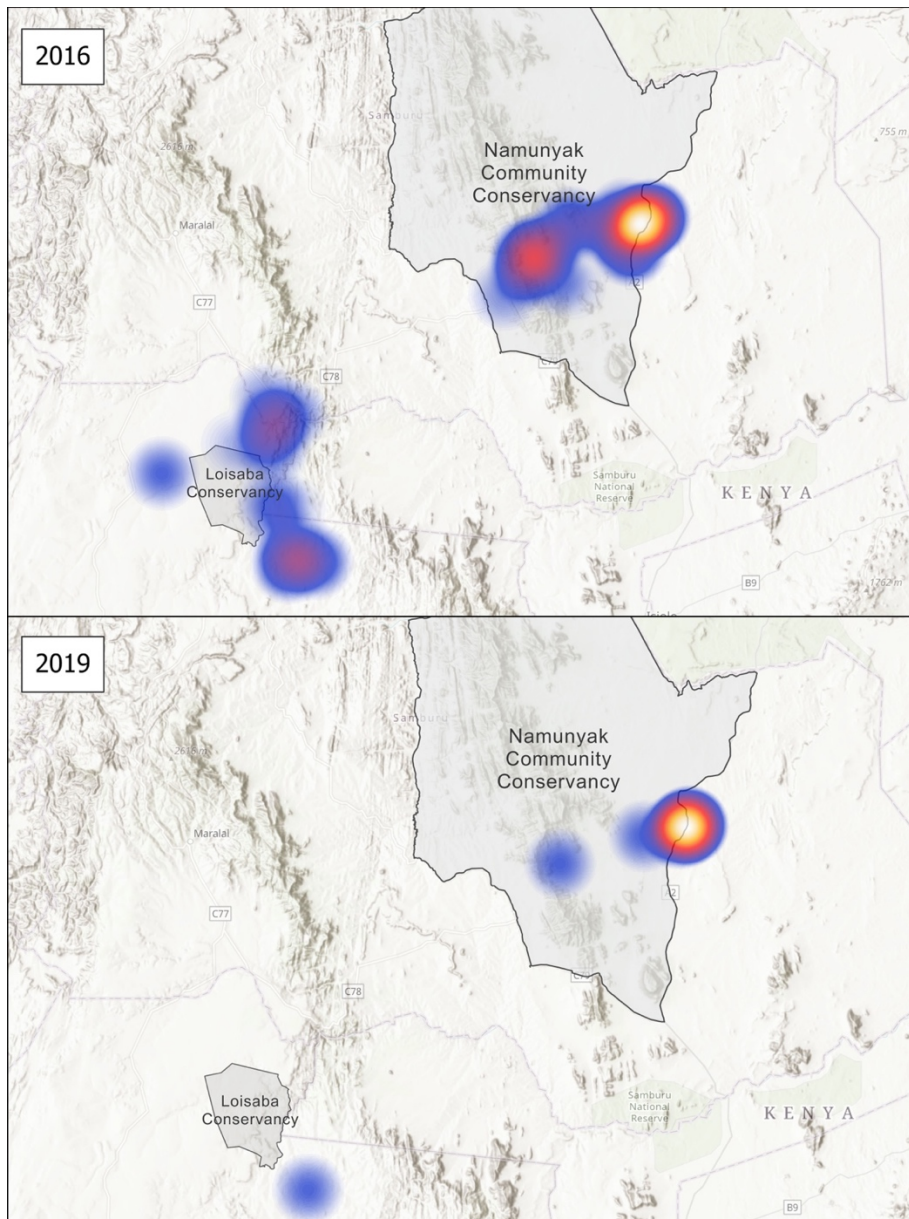 2016
Samburu
755 m
2616 m
Namunyak
Community
Conservancy
Maralal
C77
C78
Loisaba
Conservancy
Samburu
National
Reserve
KENYA
B9
1762 m
2019
Samburu
Namunyak
Community
Conservancy
2616 m
Maralal
C77
C78
Loisaba
Conservancy
Samburu
National
Reserve
KENYA
B9